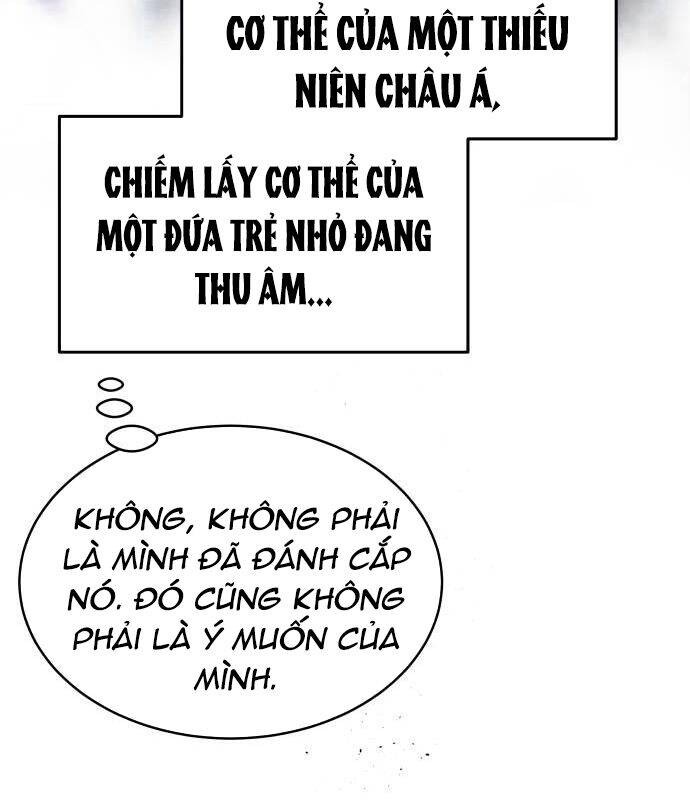 CƠ THỂ CỦA MỘT THIẾU
NIÊN CHÂU Á,
CHIẾM LẤY CƠ THỂ CỦA
MỘT ĐỨA TRẺ NHỎ ĐANG
THU ÂM...
KHÔNG, KHÔNG PHẢI
LÀ MÌNH ĐÃ ĐÁNH CẮP
NÓ. ĐÓ CŨNG KHÔNG
PHẢI LÀ Ý MUỐN CỦA
MÌNH.